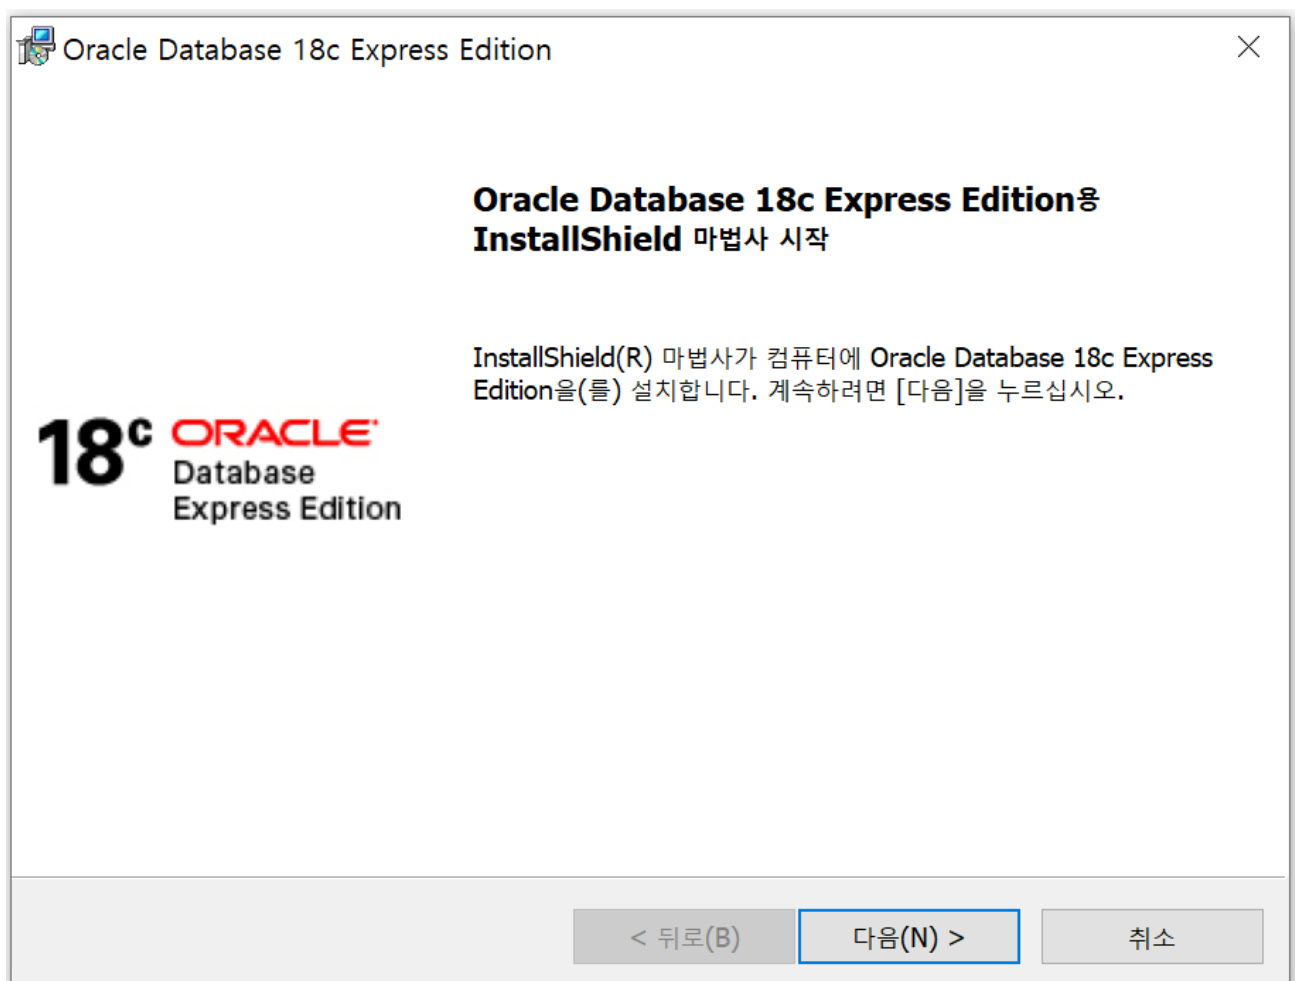 Oracle Database 18c Express Edition
Oracle Database 18c Express Edition용
InstallShield 마법사 시작
InstallShield(R) 마법사가 컴퓨터에 Oracle Database 18c Express
Edition을(를) 설치합니다. 계속하려면 [다음]을 누르십시오.
18c ORACLE
Database
Express Edition
< 뒤로(B)
다음(N) >
취소